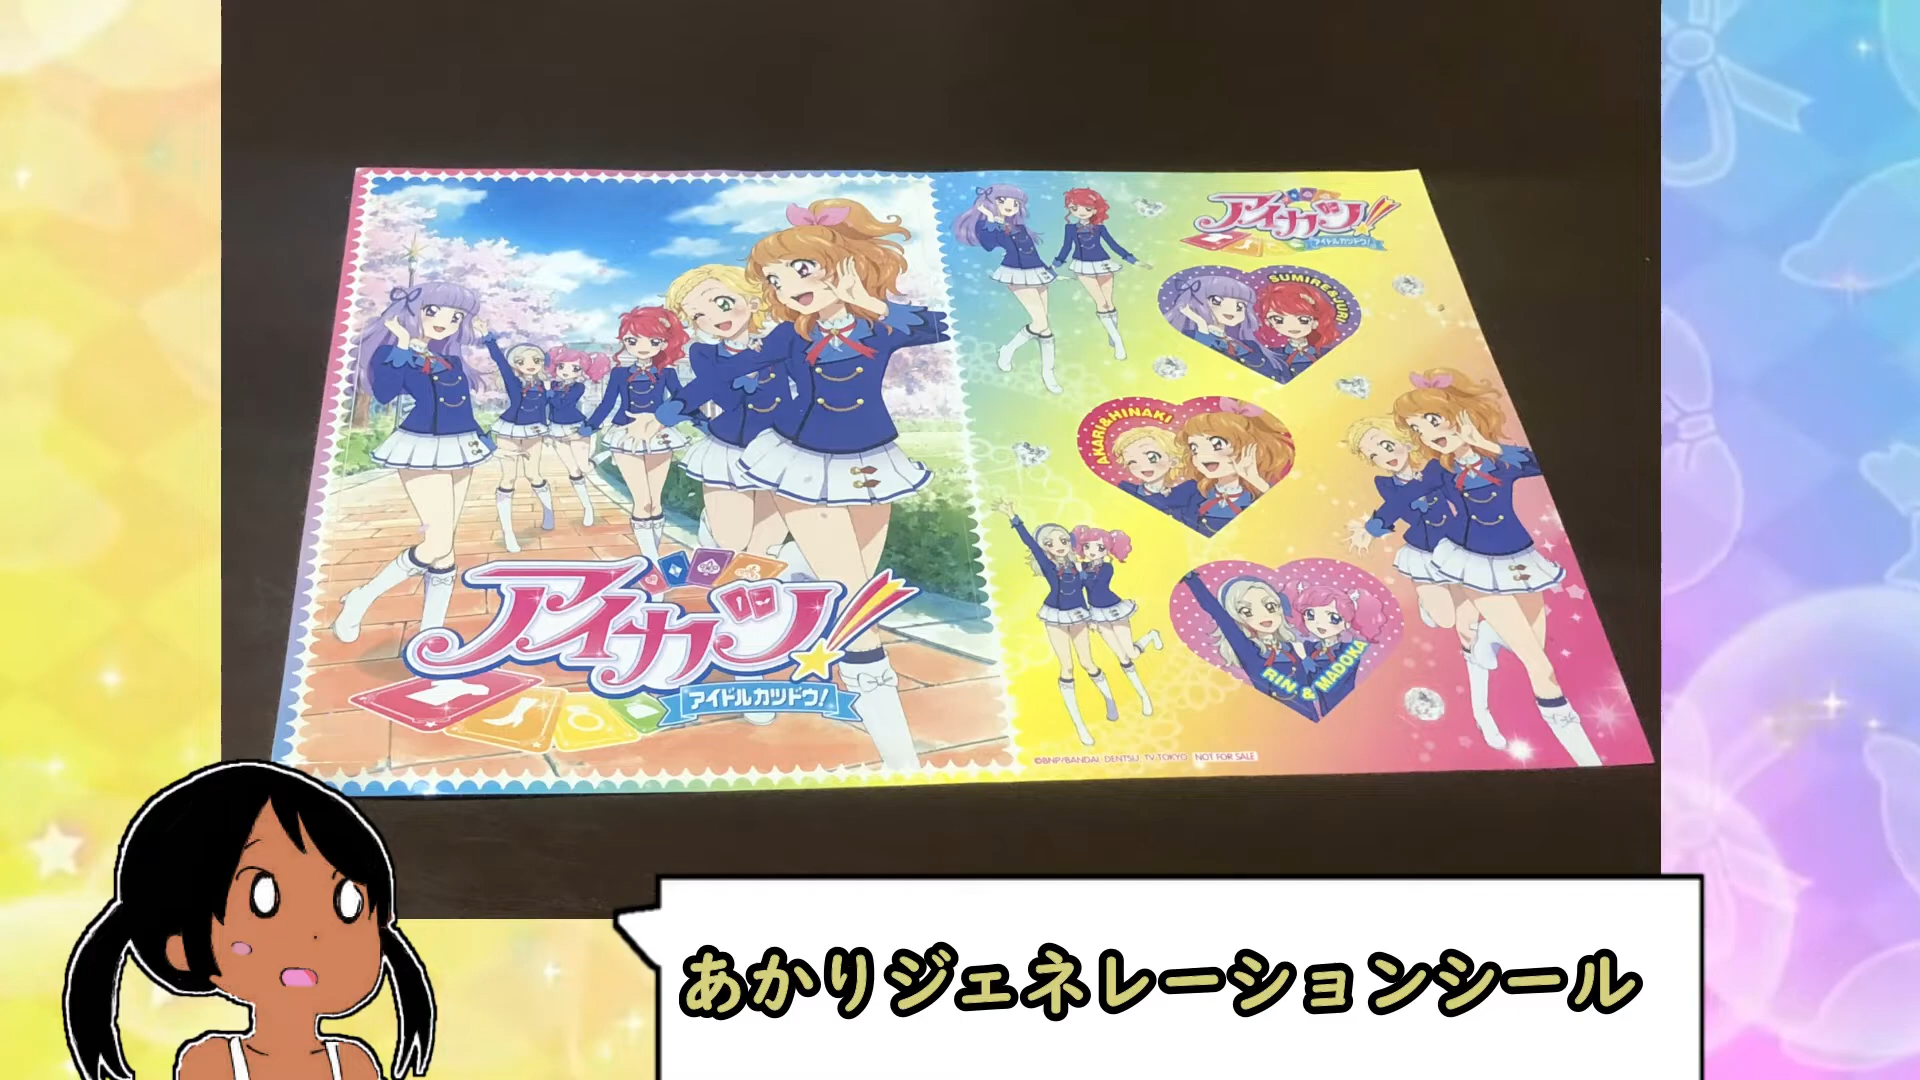 アイカツ!
アイドルカツドウ!
アイカツ!
アイドルカツドウ!
SUMIRE&JURI
AKARI&HINAKI
RIN & MADOKA
©BNP/BANDAI, DENTSU, TV TOKYO NOT FOR SALE
あかりジェネレーションシール